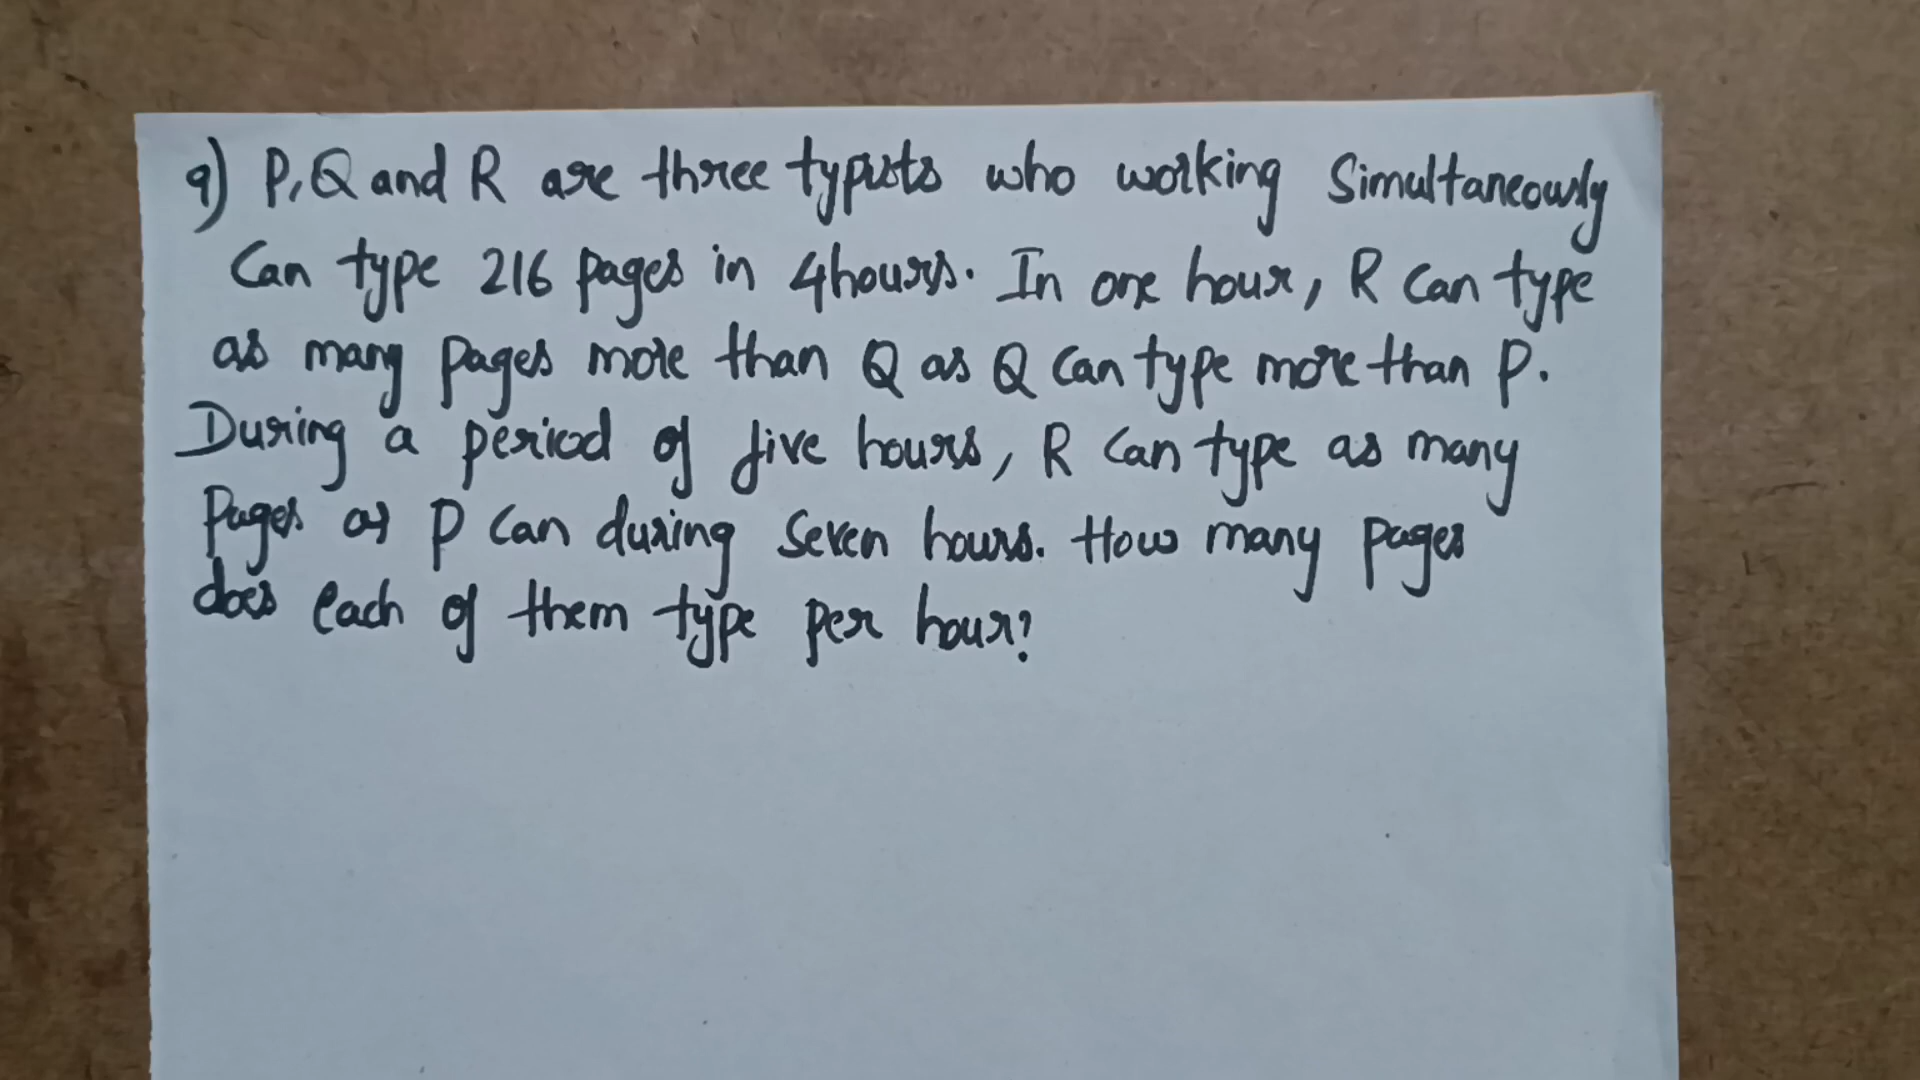 9) P, Q and R are three typists who working Simultaneously
Can type 216 pages in 4hours. In one hour, R Can type
as many pages more than Q as Q Can type more than P.
During a period of five hours, R Can type as many
Pages as P Can during Seven hours. How many pages
does each of them type per hour?